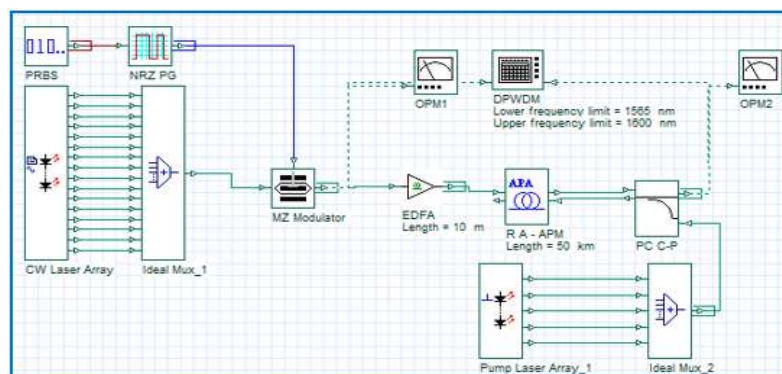 010..
PRBS
NRZ PG
OPM1
DPWDM
Lower frequency limit = 1565 nm
Upper frequency limit = 1600 nm
OPM2
CW Laser Array
Ideal Mux_1
MZ Modulator
EDFA
Length = 10 m
APA
R A - APM
Length = 50 km
PC C-P
Pump Laser Array_1
Ideal Mux_2